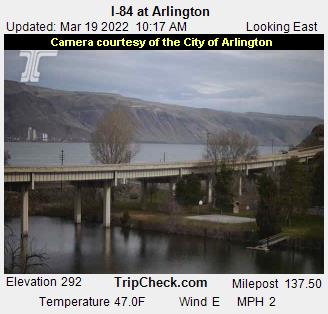 I-84 at Arlington
Updated: Mar 19 2022 10:17 AM Looking East
Camera courtesy of the City of Arlington
Elevation 292 TripCheck.com Milepost 137.50
Temperature 47.0F Wind E MPH 2